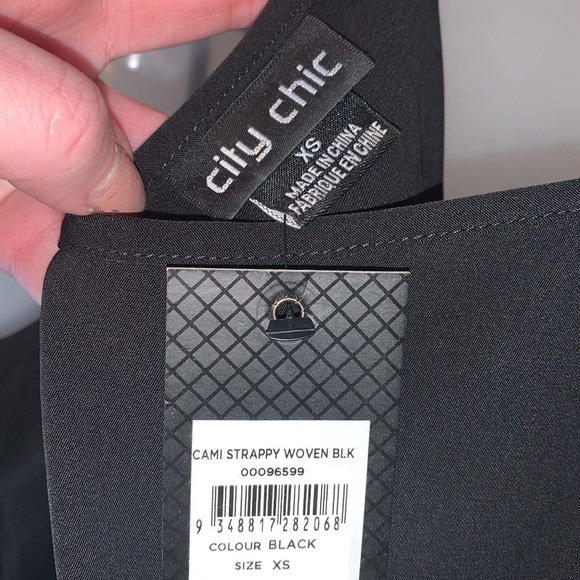 city chic
XS
MADE IN CHINA
FABRIQUE EN CHINE
CAMI STRAPPY WOVEN BLK
00096599
9 348817 282068
COLOUR BLACK
SIZE XS